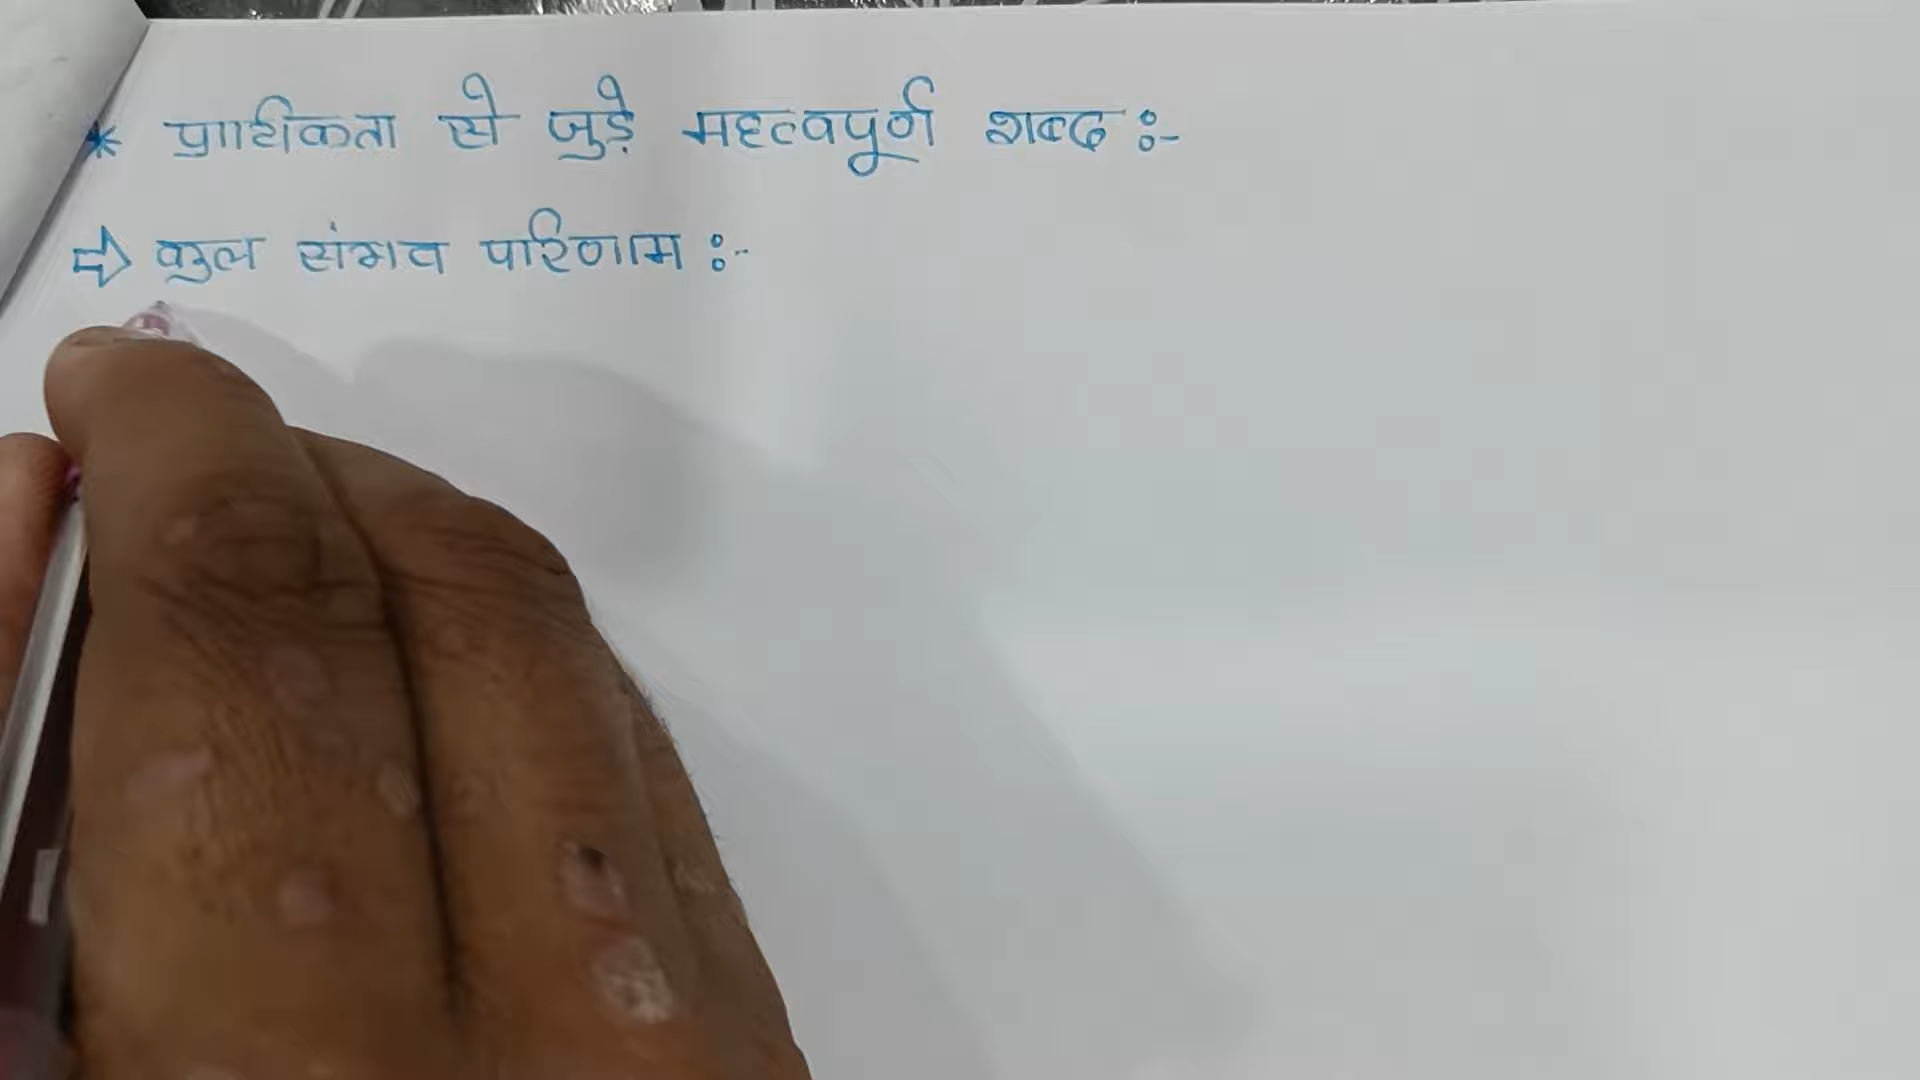 * प्रायिकता से जुड़े महत्वपूर्ण शब्द :-
⇨ कुल संभव परिणाम :-